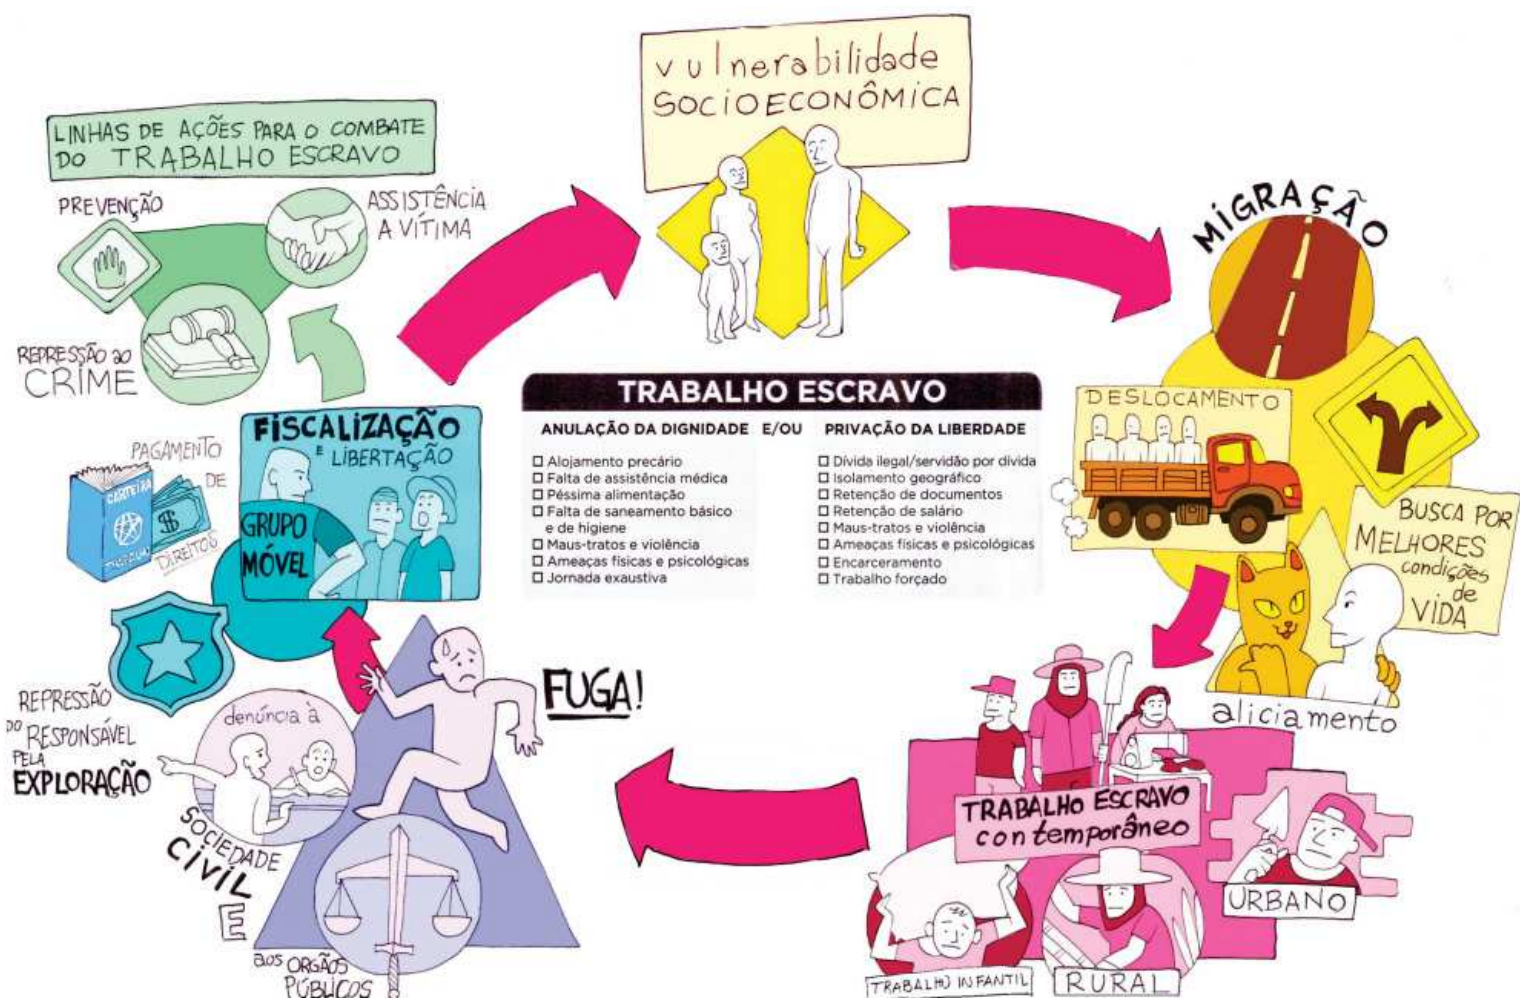 vulnerabilidade
SOCIOECONÔMICA
LINHAS DE AÇÕES PARA O COMBATE
DO TRABALHO ESCRAVO
PREVENÇÃO
ASSISTÊNCIA
A VÍTIMA
REPRESSÃO ao
CRIME
MIGRAÇÃO
DESLOCAMENTO
BUSCA POR
MELHORES
condições
de
VIDA
aliciamento
TRABALHO ESCRAVO
ANULAÇÃO DA DIGNIDADE E/OU PRIVAÇÃO DA LIBERDADE
Alojamento precário
Falta de assistência médica
Péssima alimentação
Falta de saneamento básico
e de higiene
Maus-tratos e violência
Ameaças físicas e psicológicas
Jornada exaustiva
Dívida ilegal/servidão por dívida
Isolamento geográfico
Retenção de documentos
Retenção de salário
Maus-tratos e violência
Ameaças físicas e psicológicas
Encarceramento
Trabalho forçado
TRABALHO ESCRAVO
contemporâneo
URBANO
TRABALHO INFANTIL
RURAL
FUGA!
denúncia à
SOCIEDADE
CIVIL
E
aos ORGÃOS
PÚBLICOS
FISCALIZAÇÃO
E LIBERTAÇÃO
GRUPO
MÓVEL
PAGAMENTO
DE
DIREITOS
CARTEIRA
TRABALHO
$
REPRESSÃO
DO RESPONSÁVEL
PELA
EXPLORAÇÃO